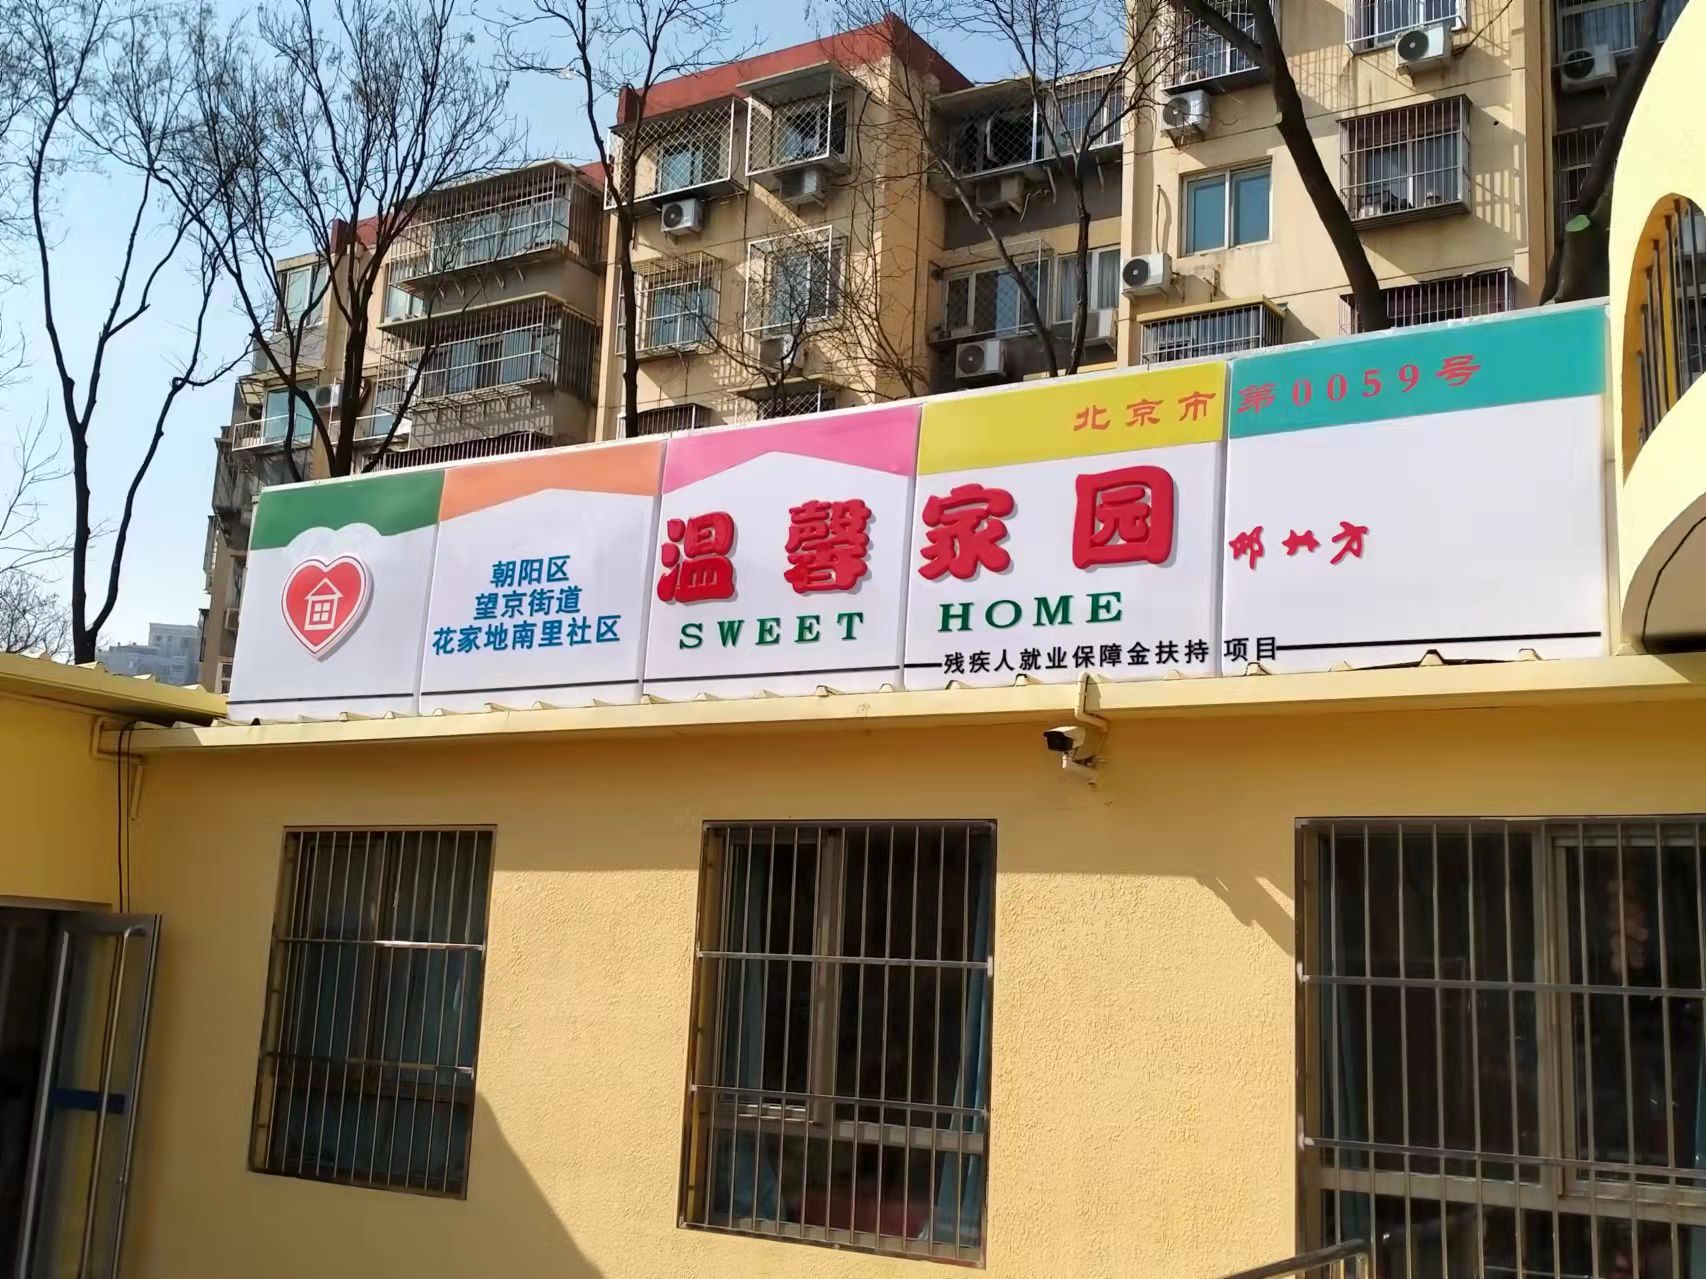 北京市第0059号
朝阳区
望京街道
花家地南里社区
温馨家园
SWEET HOME
残疾人就业保障金扶持项目